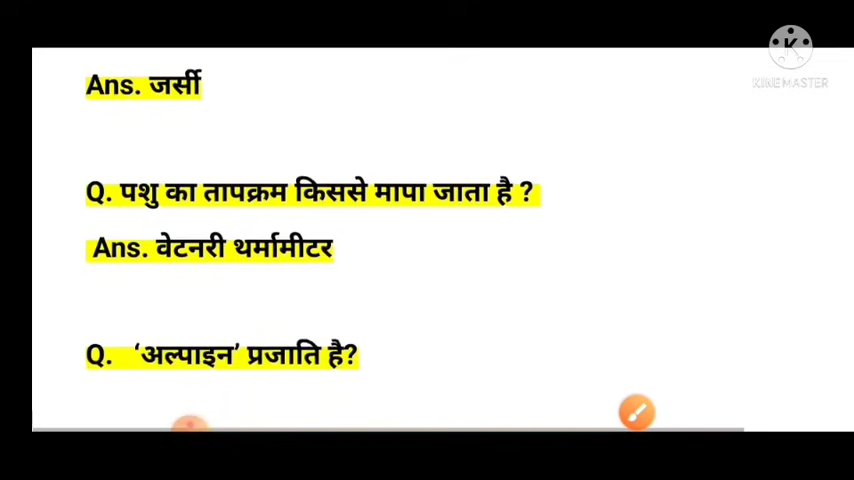 K
KINEMASTER
Ans. जर्सी
Q. पशु का तापक्रम किससे मापा जाता है ?
Ans. वेटनरी थर्मामीटर
Q. ‘अल्पाइन’ प्रजाति है?